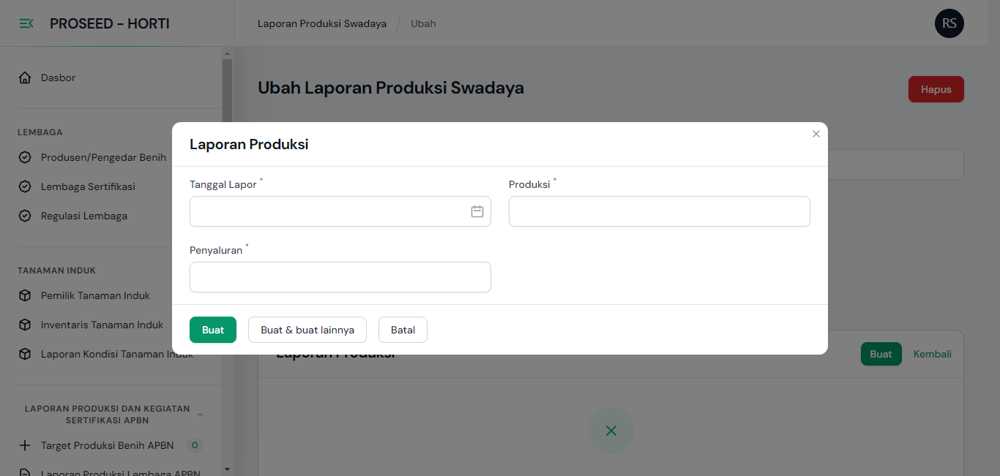 PROSEED - HORTI
Laporan Produksi Swadaya / Ubah
RS
Dasbor
LEMBAGA
Produsen/Pengedar Benih
Lembaga Sertifikasi
Regulasi Lembaga
TANAMAN INDUK
Pemilik Tanaman Induk
Inventaris Tanaman Induk
Laporan Kondisi Tanaman Induk
LAPORAN PRODUKSI DAN KEGIATAN
SERTIFIKASI APBN
Target Produksi Benih APBN 0
Laporan Produksi Lembaga APBN
Ubah Laporan Produksi Swadaya
Hapus
Laporan Produksi
Tanggal Lapor *
Produksi *
Penyaluran *
Buat
Buat & buat lainnya
Batal
Laporan Produksi
Buat
Kembali